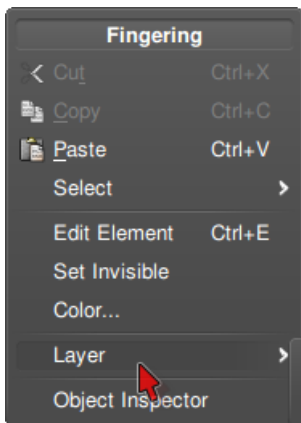 Fingering
Cut Ctrl+X
Copy Ctrl+C
Paste Ctrl+V
Select
Edit Element Ctrl+E
Set Invisible
Color...
Layer
Object Inspector